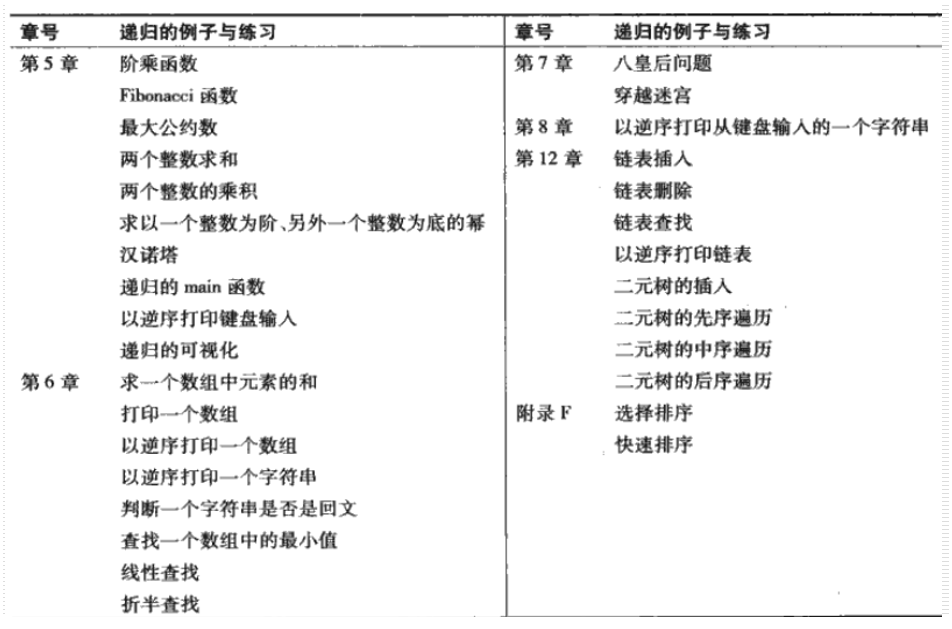 章号 递归的例子与练习
第 5 章 阶乘函数
Fibonacci 函数
最大公约数
两个整数求和
两个整数的乘积
求以一个整数为阶、另外一个整数为底的幂
汉诺塔
递归的 main 函数
以逆序打印键盘输入
递归的可视化
第 6 章 求一个数组中元素的和
打印一个数组
以逆序打印一个数组
以逆序打印一个字符串
判断一个字符串是否是回文
查找一个数组中的最小值
线性查找
折半查找
章号 递归的例子与练习
第 7 章 八皇后问题
穿越迷宫
第 8 章 以逆序打印从键盘输入的一个字符串
第 12 章 链表插入
链表删除
链表查找
以逆序打印链表
二元树的插入
二元树的先序遍历
二元树的中序遍历
二元树的后序遍历
附录 F 选择排序
快速排序